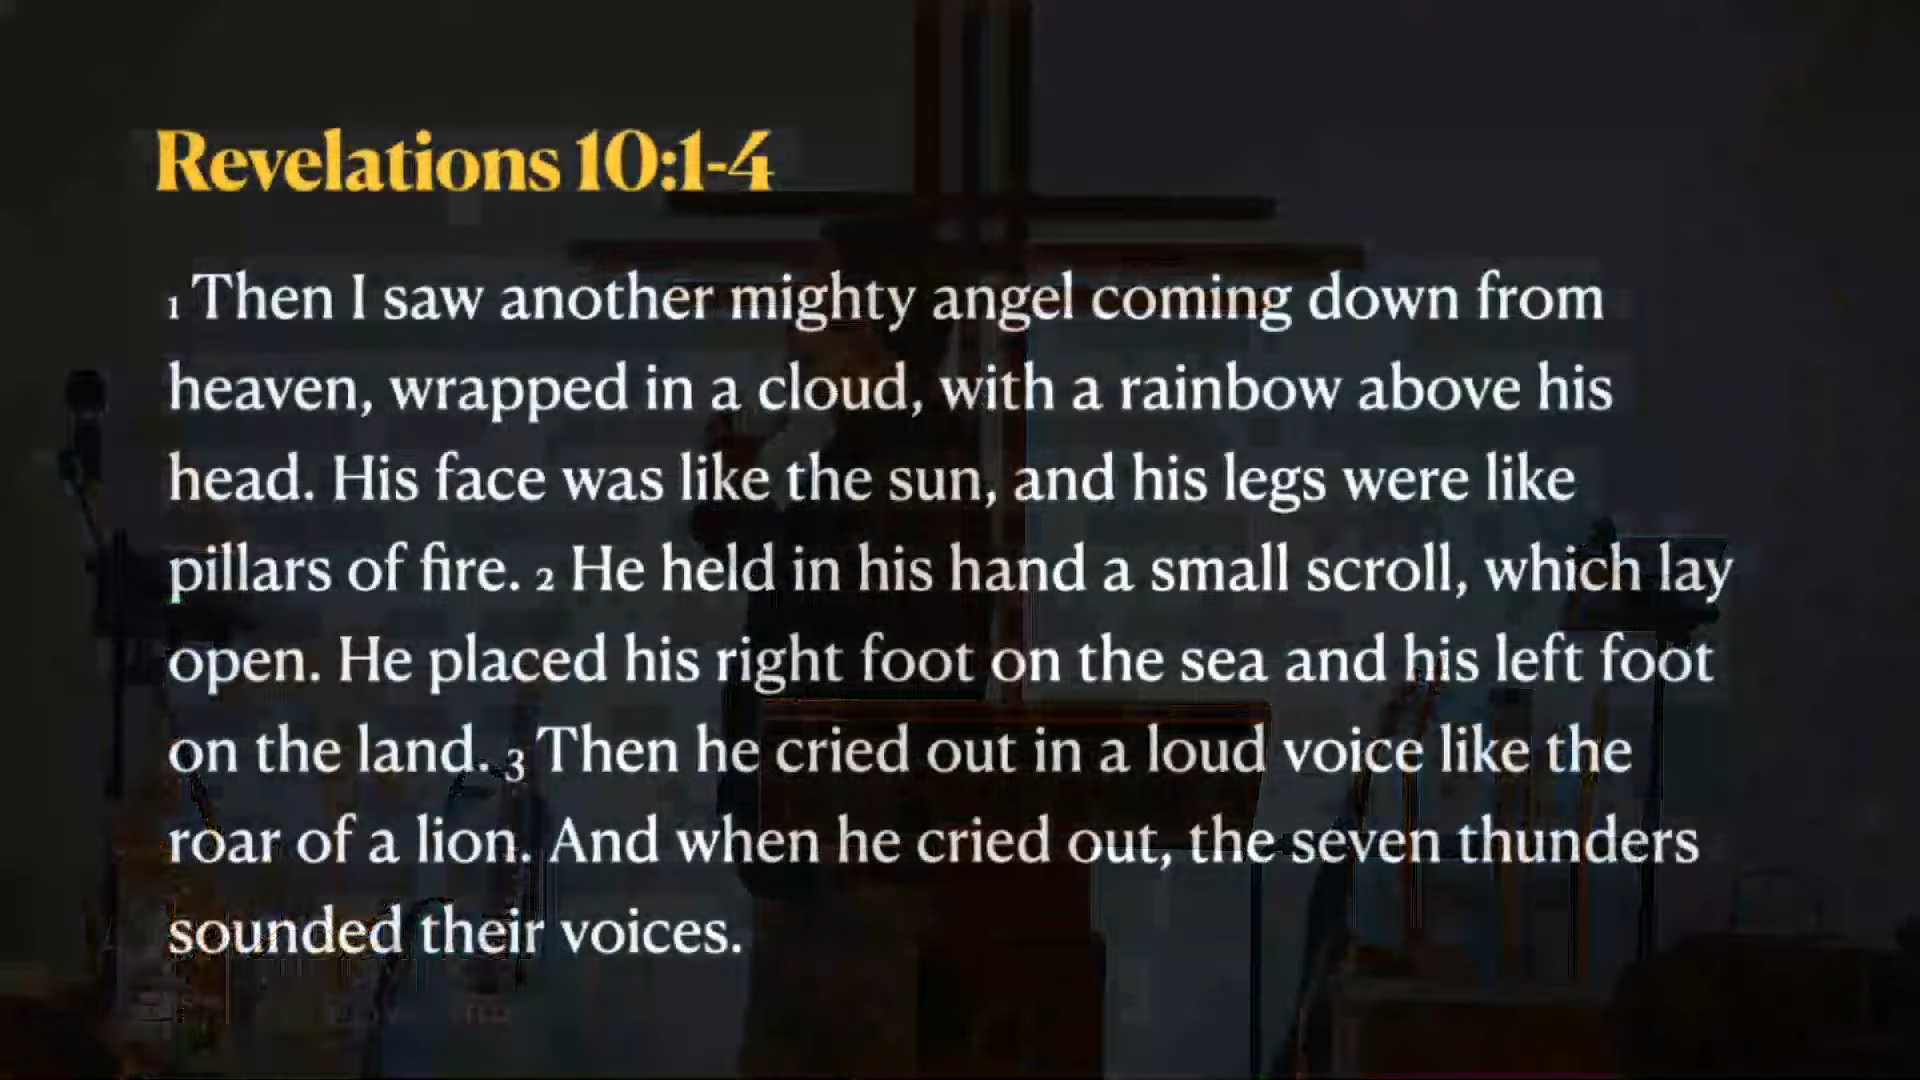 Revelations 10:1-4
1 Then I saw another mighty angel coming down from
heaven, wrapped in a cloud, with a rainbow above his
head. His face was like the sun, and his legs were like
pillars of fire. 2 He held in his hand a small scroll, which lay
open. He placed his right foot on the sea and his left foot
on the land. 3 Then he cried out in a loud voice like the
roar of a lion. And when he cried out, the seven thunders
sounded their voices.